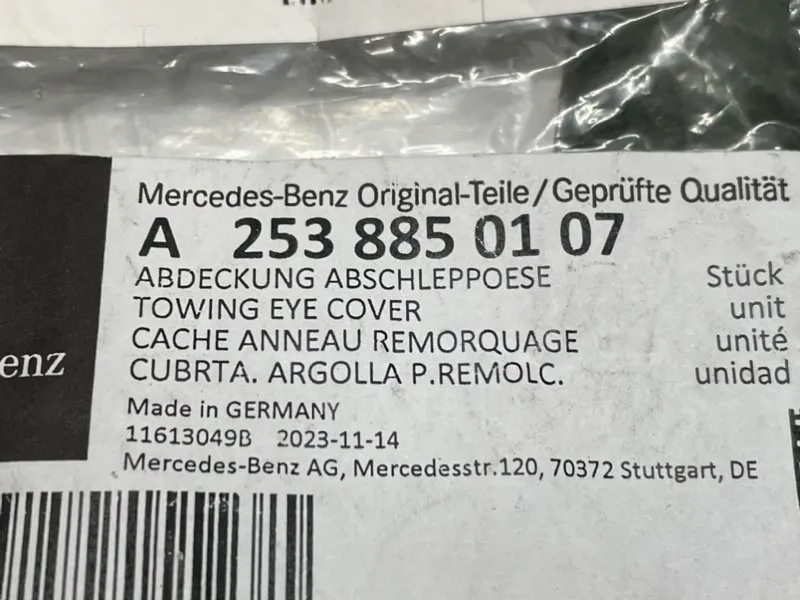 Mercedes-Benz Original-Teile/Geprüfte Qualität
A 253 885 01 07
ABDECKUNG ABSCHLEPPOESE Stück
TOWING EYE COVER unit
CACHE ANNEAU REMORQUAGE unité
CUBRTA. ARGOLLA P.REMOLC. unidad
enz
Made in GERMANY
11613049B 2023-11-14
Mercedes-Benz AG, Mercedesstr.120, 70372 Stuttgart, DE